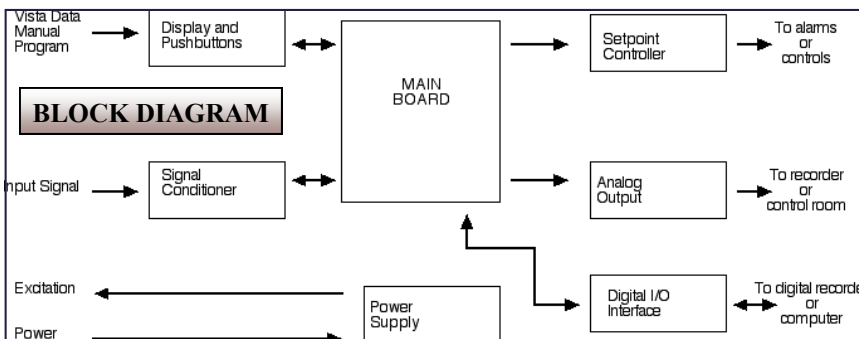 Vista Data
Manual
Program
Display and
Pushbuttons
MAIN
BOARD
Setpoint
Controller
To alarms
or
controls
BLOCK DIAGRAM
Input Signal
Signal
Conditioner
Analog
Output
To recorder
or
control room
Excitation
Power
Power
Supply
Digital I/O
Interface
To digital recorde
or
computer